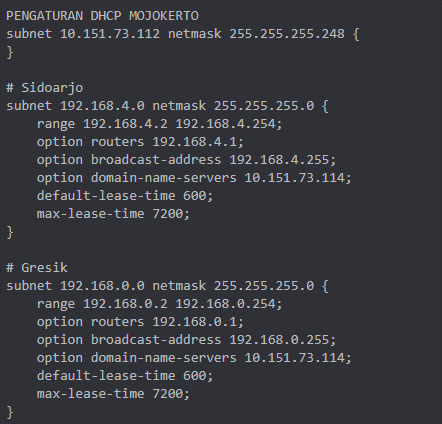 PENGATURAN DHCP MOJOKERTO
subnet 10.151.73.112 netmask 255.255.255.248 {
}

# Sidoarjo
subnet 192.168.4.0 netmask 255.255.255.0 {
    range 192.168.4.2 192.168.4.254;
    option routers 192.168.4.1;
    option broadcast-address 192.168.4.255;
    option domain-name-servers 10.151.73.114;
    default-lease-time 600;
    max-lease-time 7200;
}

# Gresik
subnet 192.168.0.0 netmask 255.255.255.0 {
    range 192.168.0.2 192.168.0.254;
    option routers 192.168.0.1;
    option broadcast-address 192.168.0.255;
    option domain-name-servers 10.151.73.114;
    default-lease-time 600;
    max-lease-time 7200;
}